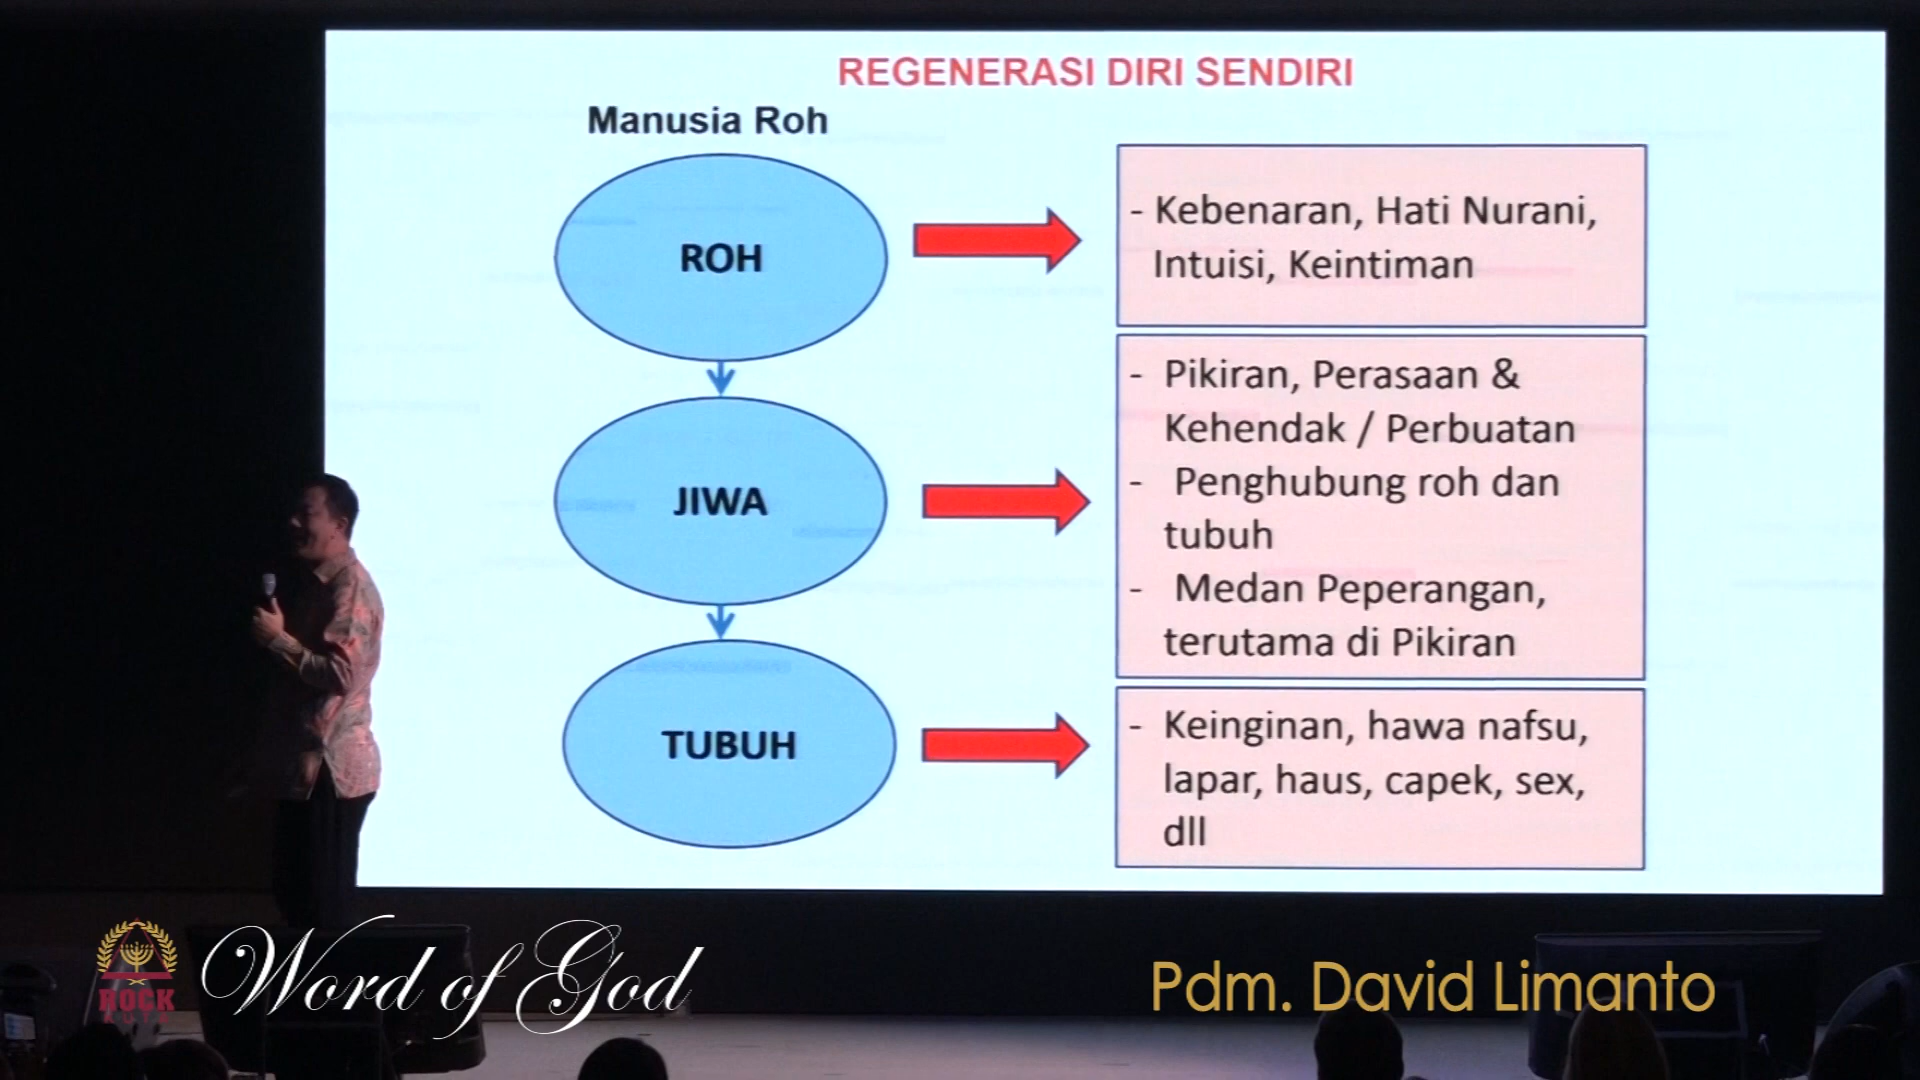 REGENERASI DIRI SENDIRI
Manusia Roh
ROH
- Kebenaran, Hati Nurani,
Intuisi, Keintiman
JIWA
- Pikiran, Perasaan &
Kehendak / Perbuatan
- Penghubung roh dan
tubuh
- Medan Peperangan,
terutama di Pikiran
TUBUH
- Keinginan, hawa nafsu,
lapar, haus, capek, sex,
dll
ROCK
Word of God
Pdm. David Limanto